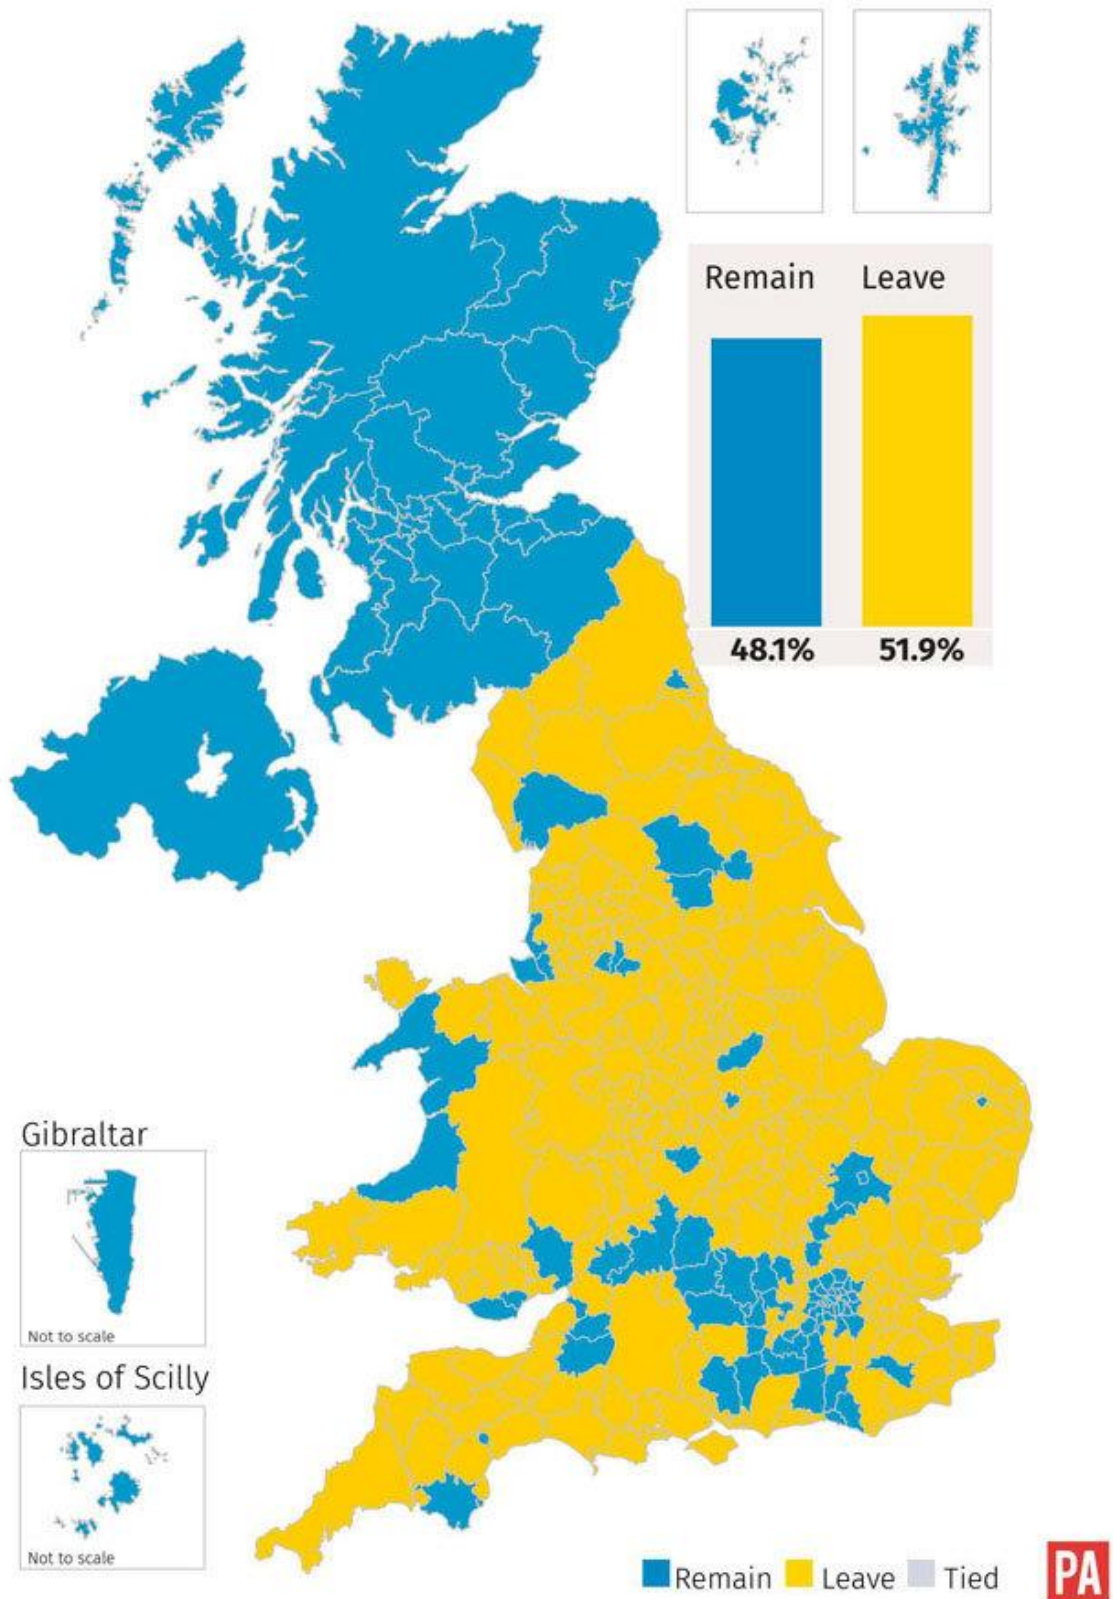 Remain Leave
48.1% 51.9%
Gibraltar
Not to scale
Isles of Scilly
Not to scale
Remain Leave Tied
PA